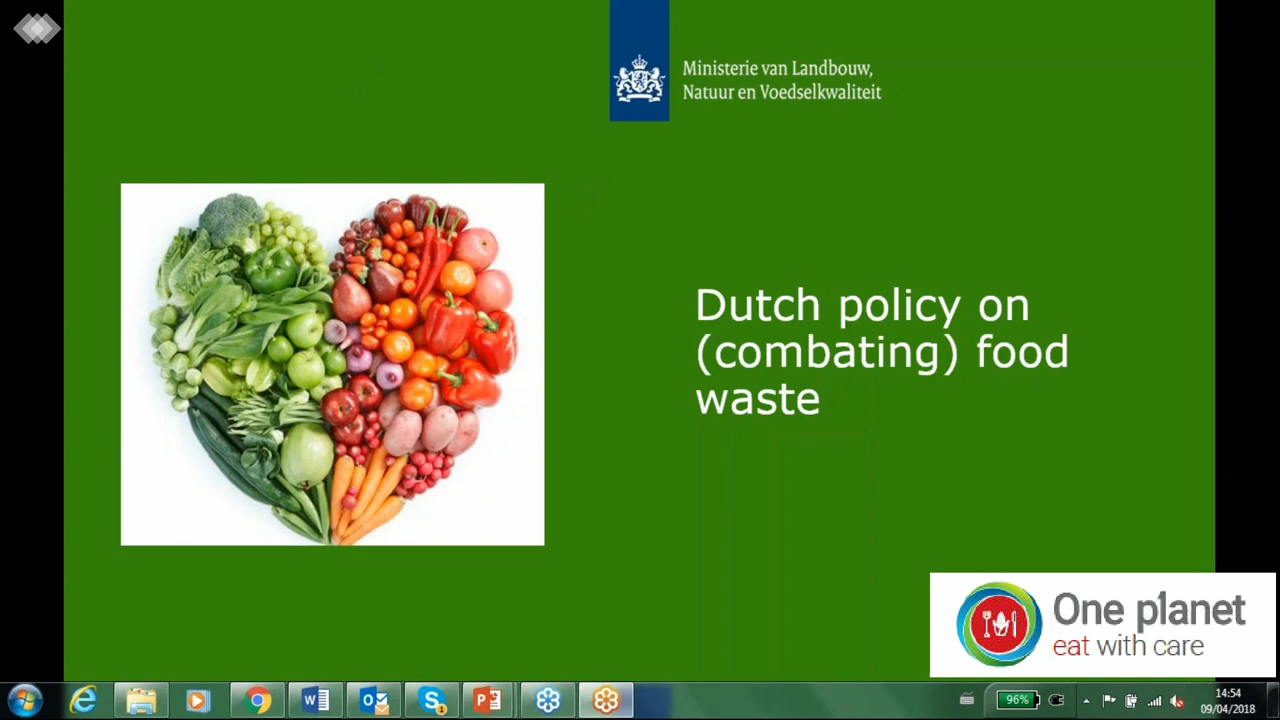 Ministerie van Landbouw,
Natuur en Voedselkwaliteit
Dutch policy on
(combating) food
waste
One planet
eat with care
96%
14:54
09/04/2018